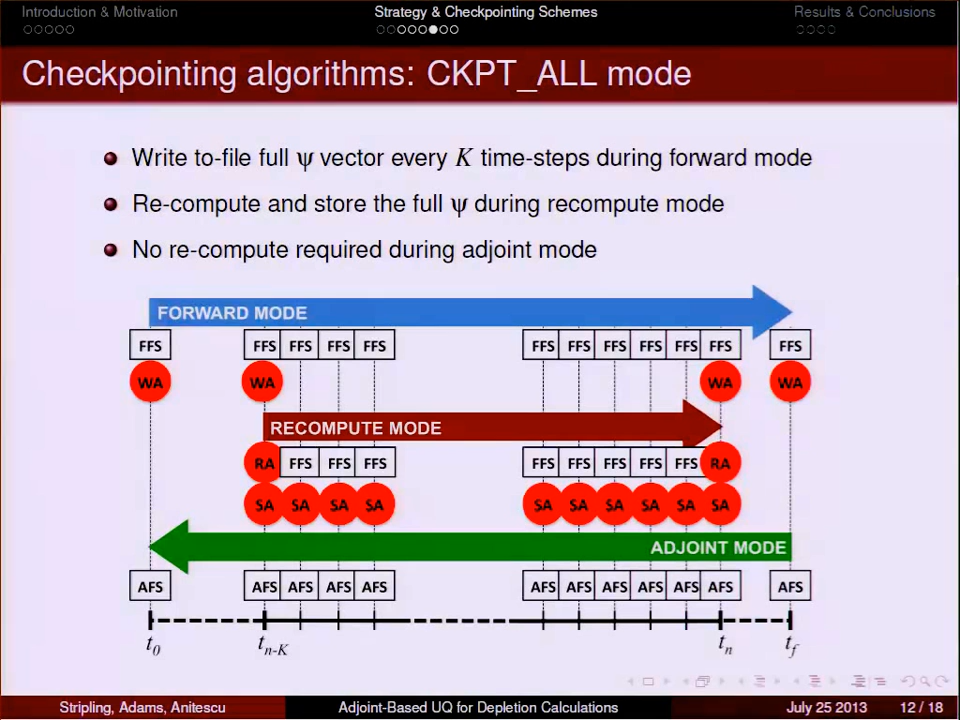 Introduction & Motivation Strategy & Checkpointing Schemes Results & Conclusions
Checkpointing algorithms: CKPT_ALL mode
Write to-file full ψ vector every K time-steps during forward mode
Re-compute and store the full ψ during recompute mode
No re-compute required during adjoint mode
FORWARD MODE
FFS FFS FFS FFS FFS FFS FFS FFS FFS FFS FFS FFS
WA WA WA WA
RECOMPUTE MODE
RA FFS FFS FFS FFS FFS FFS FFS FFS RA
SA SA SA SA SA SA SA SA SA SA
ADJOINT MODE
AFS AFS AFS AFS AFS AFS AFS AFS AFS AFS AFS AFS
t0 tn-K tn tf
Stripling, Adams, Anitescu Adjoint-Based UQ for Depletion Calculations July 25 2013 12 / 18